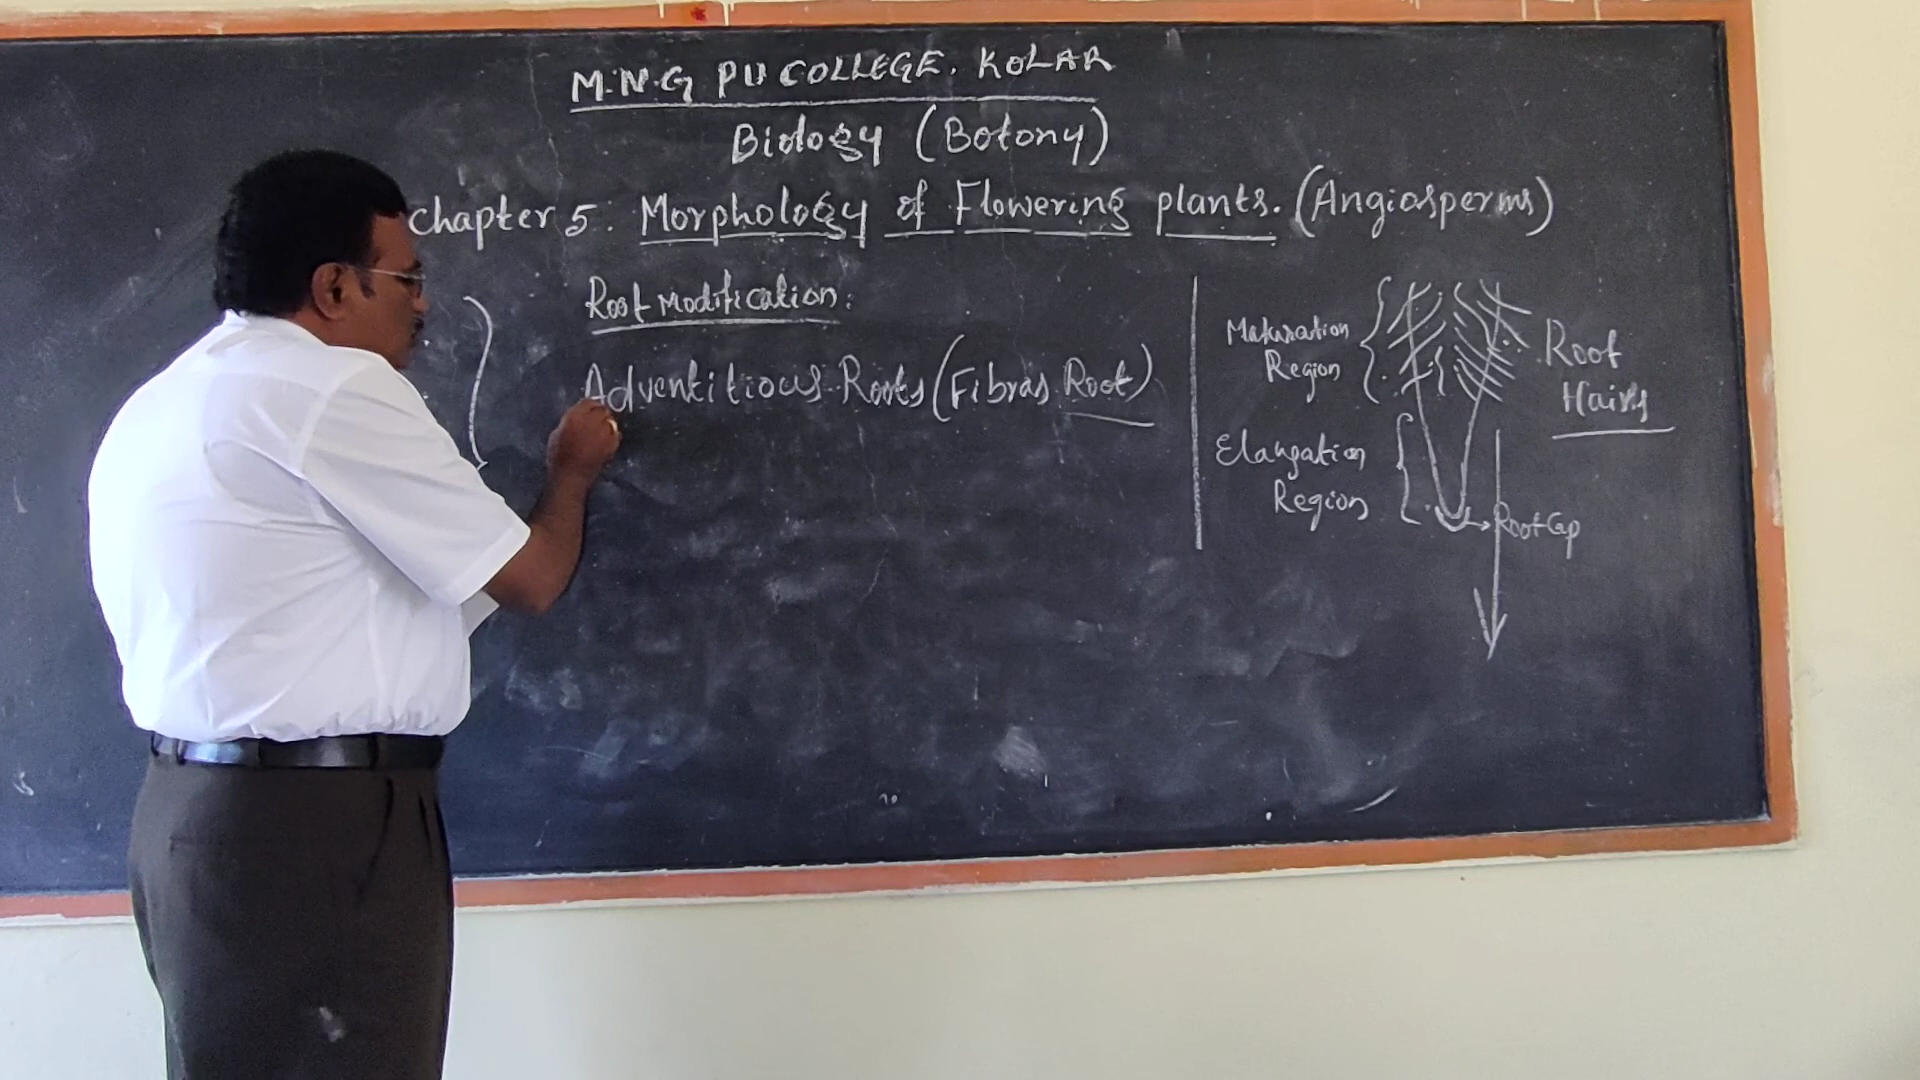 M.N.G PU COLLEGE. KOLAR
Biology (Botony)
Chapter 5: Morphology of Flowering plants. (Angiosperms)
Root Modification:
Adventitious Roots (Fibras Root)
Maturation
Region
Root
Hairs
Elangation
Region
Root Cap